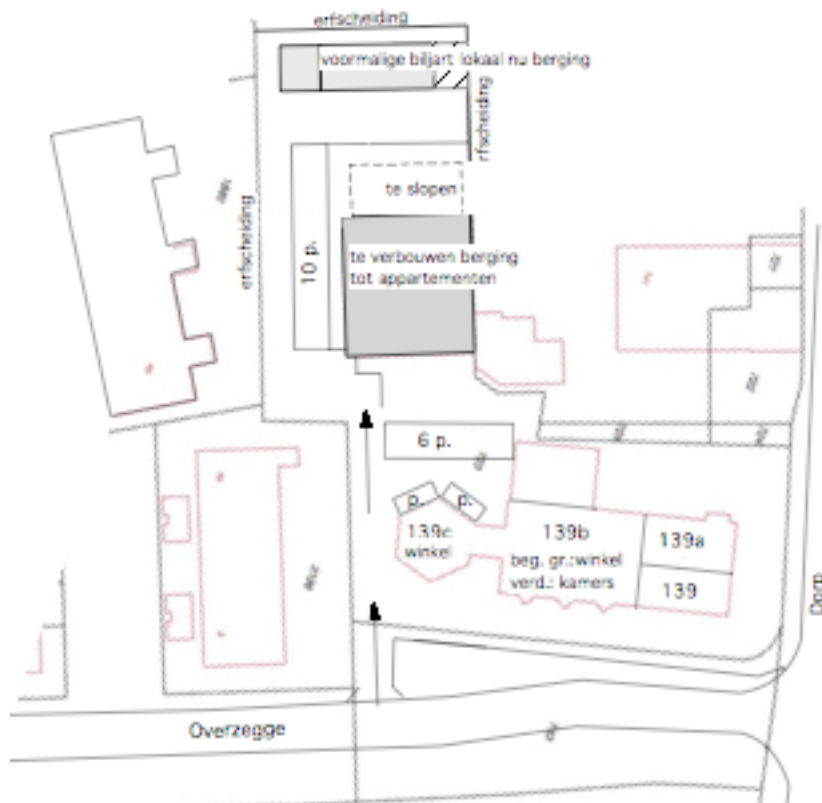 erfscheiding
voormalige biljart lokaal nu berging
erfscheiding
te slopen
erfscheiding
10 p.
te verbouwen berging
tot appartementen
6 p.
p.
p.
139c
winkel
139b
beg. gr.:winkel
verd.: kamers
139a
139
Dorp
Overzegge